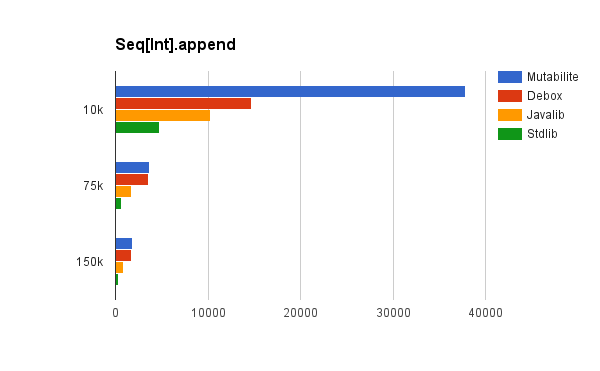 Seq[Int].append
Mutabilite
Debox
Javalib
Stdlib
10k
75k
150k
0 10000 20000 30000 40000